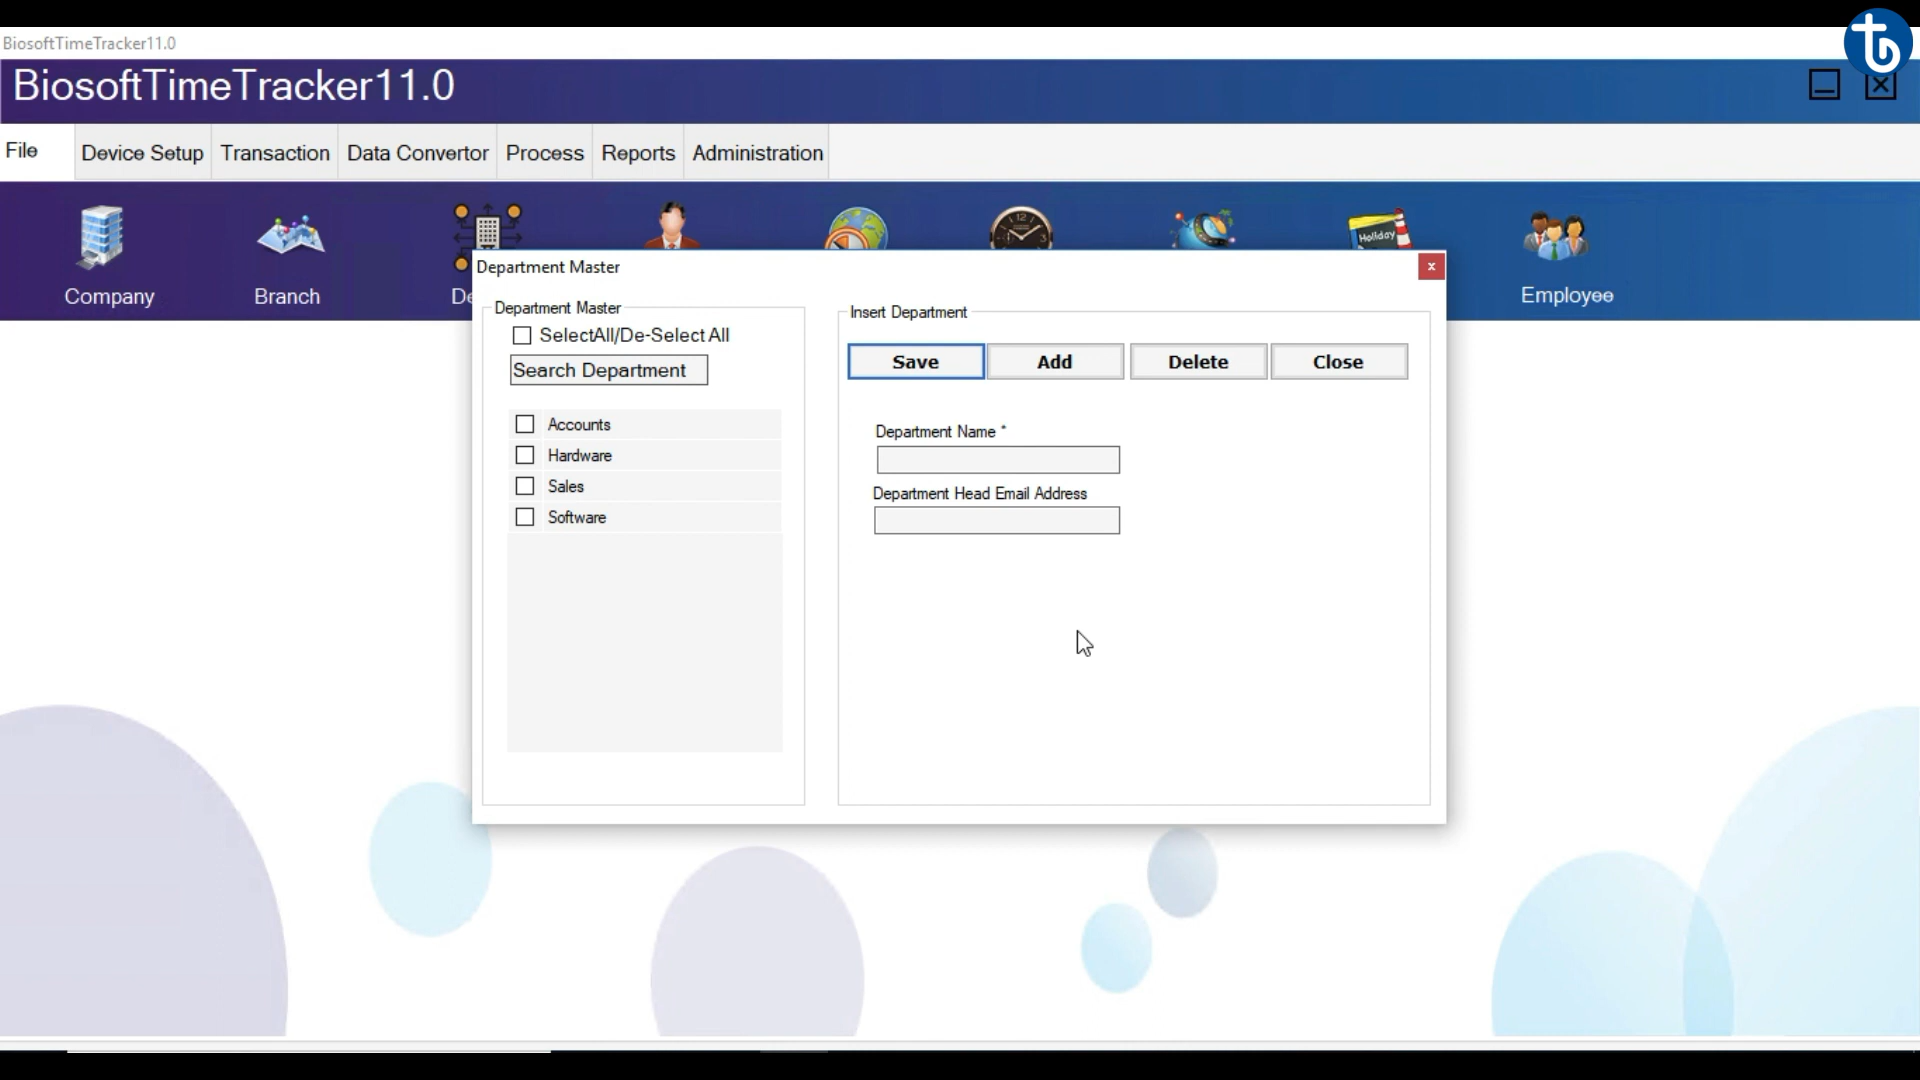 BiosoftTimeTracker11.0
BiosoftTimeTracker11.0
File
Device Setup
Transaction
Data Convertor
Process
Reports
Administration
Holiday
Company
Branch
De
Employee
Department Master
x
Department Master
SelectAll/De-Select All
Search Department
Accounts
Hardware
Sales
Software
Insert Department
Save
Add
Delete
Close
Department Name *
Department Head Email Address